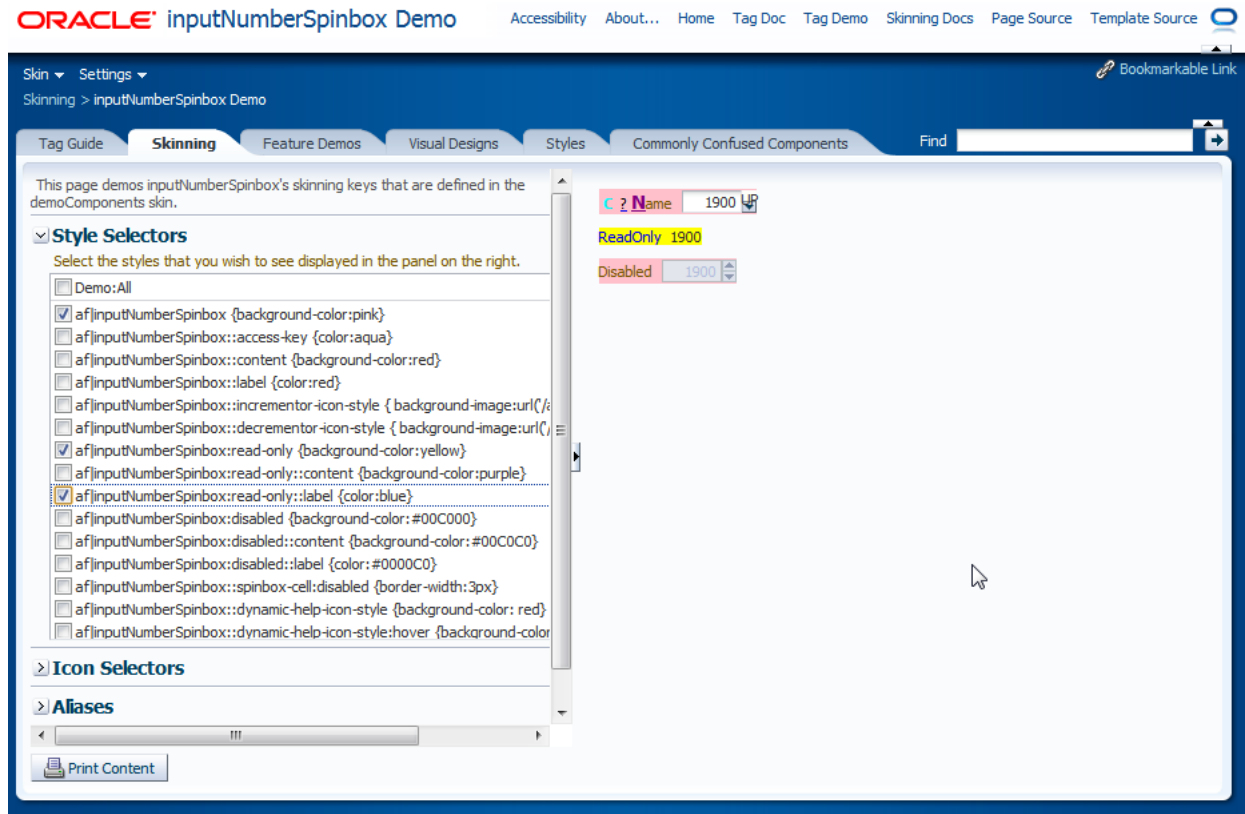 ORACLE inputNumberSpinbox Demo Accessibility About... Home Tag Doc Tag Demo Skinning Docs Page Source Template Source
Skin Settings Bookmarkable Link
Skinning > inputNumberSpinbox Demo
Tag Guide Skinning Feature Demos Visual Designs Styles Commonly Confused Components Find
This page demos inputNumberSpinbox's skinning keys that are defined in the
demoComponents skin.
Style Selectors
Select the styles that you wish to see displayed in the panel on the right.
Demo:All
af|inputNumberSpinbox {background-color:pink}
af|inputNumberSpinbox::access-key {color:aqua}
af|inputNumberSpinbox::content {background-color:red}
af|inputNumberSpinbox::label {color:red}
af|inputNumberSpinbox::incrementor-icon-style { background-image:url('/a
af|inputNumberSpinbox::decrementor-icon-style { background-image:url('/
af|inputNumberSpinbox:read-only {background-color:yellow}
af|inputNumberSpinbox:read-only::content {background-color:purple}
af|inputNumberSpinbox:read-only::label {color:blue}
af|inputNumberSpinbox:disabled {background-color:#00C000}
af|inputNumberSpinbox:disabled::content {background-color:#00C0C0}
af|inputNumberSpinbox:disabled::label {color:#0000C0}
af|inputNumberSpinbox::spinbox-cell:disabled {border-width:3px}
af|inputNumberSpinbox::dynamic-help-icon-style {background-color: red}
af|inputNumberSpinbox::dynamic-help-icon-style:hover {background-color
Icon Selectors
Aliases
Print Content
C ? Name 1900 UP
ReadOnly 1900
Disabled 1900